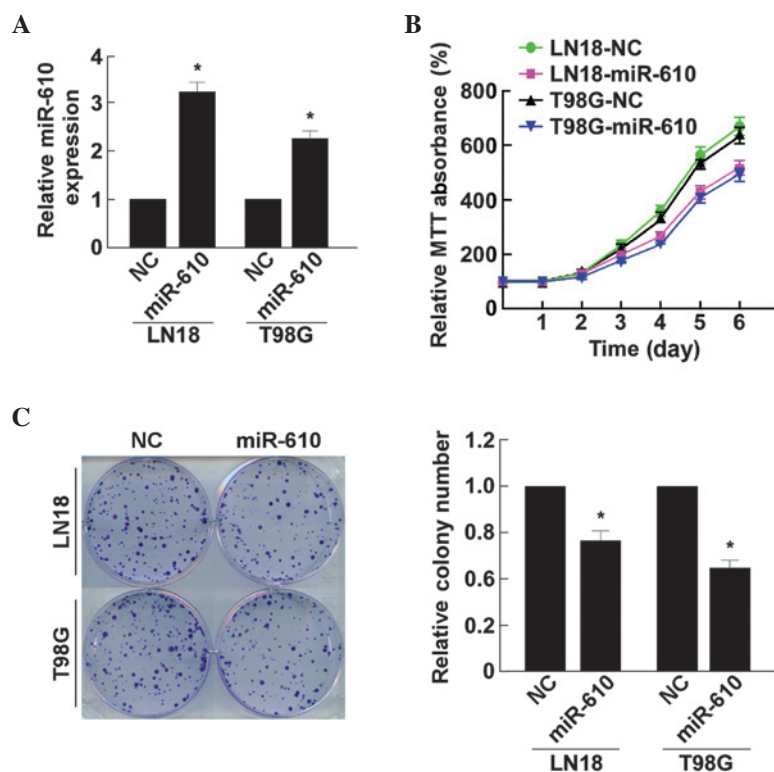 A
Relative miR-610
expression
4
3
2
1
0
*
*
NC
miR-610
NC
miR-610
LN18
T98G
B
LN18-NC
LN18-miR-610
T98G-NC
T98G-miR-610
Relative MTT absorbance (%)
800
600
400
200
0
1
2
3
4
5
6
Time (day)
C
NC
miR-610
LN18
T98G
Relative colony number
1.2
1.0
0.8
0.6
1.2
0
*
*
NC
miR-610
NC
miR-610
LN18
T98G